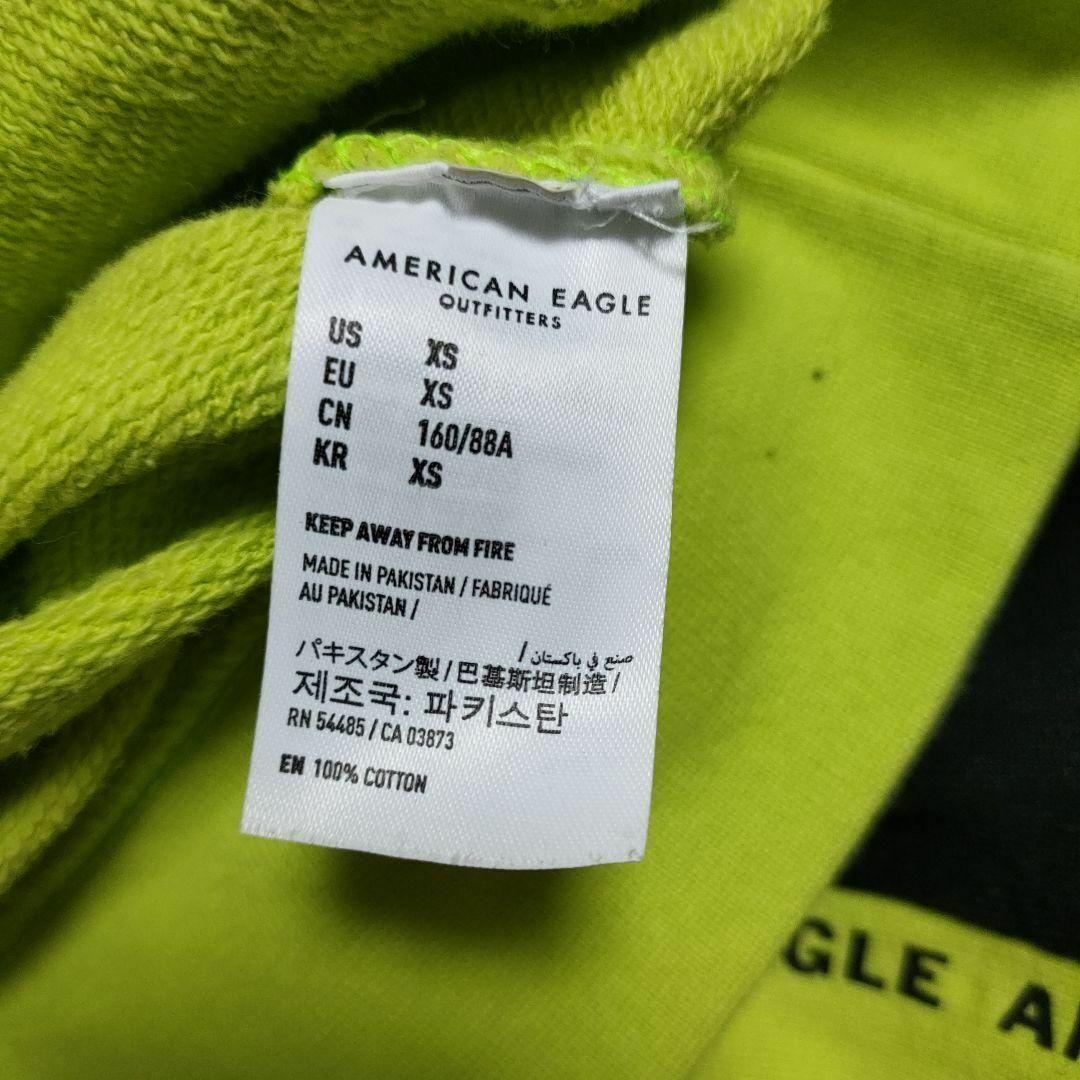 AMERICAN EAGLE
OUTFITTERS
US XS
EU XS
CN 160/88A
KR XS
KEEP AWAY FROM FIRE
MADE IN PAKISTAN / FABRIQUÉ
AU PAKISTAN /
صنع في باكستان /
パキスタン製 / 巴基斯坦制造 /
제조국: 파키스탄
RN 54485 / CA 03873
EN 100% COTTON
GLE A